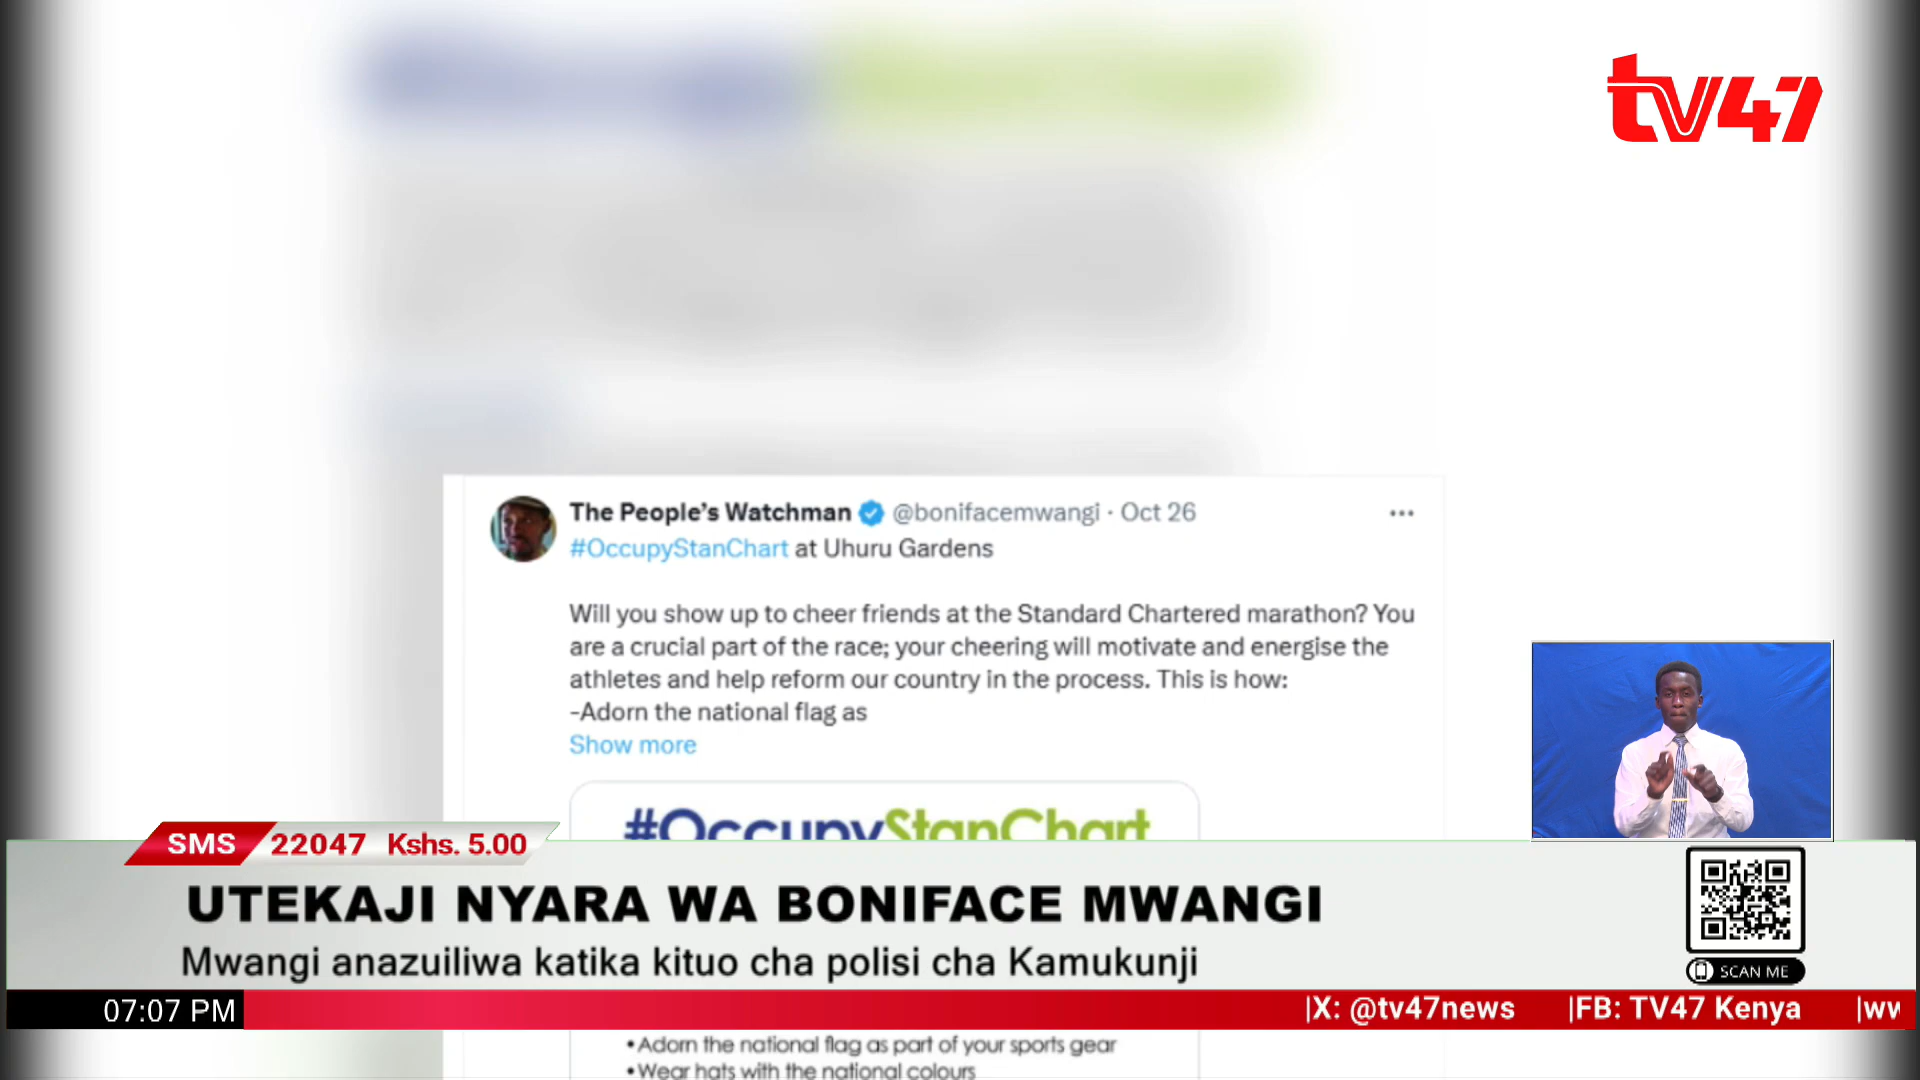 tv47
The People's Watchman @bonifacemwangi · Oct 26
#OccupyStanChart at Uhuru Gardens
Will you show up to cheer friends at the Standard Chartered marathon? You
are a crucial part of the race; your cheering will motivate and energise the
athletes and help reform our country in the process. This is how:
-Adorn the national flag as
Show more
#OccupyStanChart
SMS 22047 Kshs. 5.00
UTEKAJI NYARA WA BONIFACE MWANGI
Mwangi anazuiliwa katika kituo cha polisi cha Kamukunji
SCAN ME
07:07 PM |X: @tv47news |FB: TV47 Kenya |ww
•Adorn the national flag as part of your sports gear
•Wear hats with the national colours